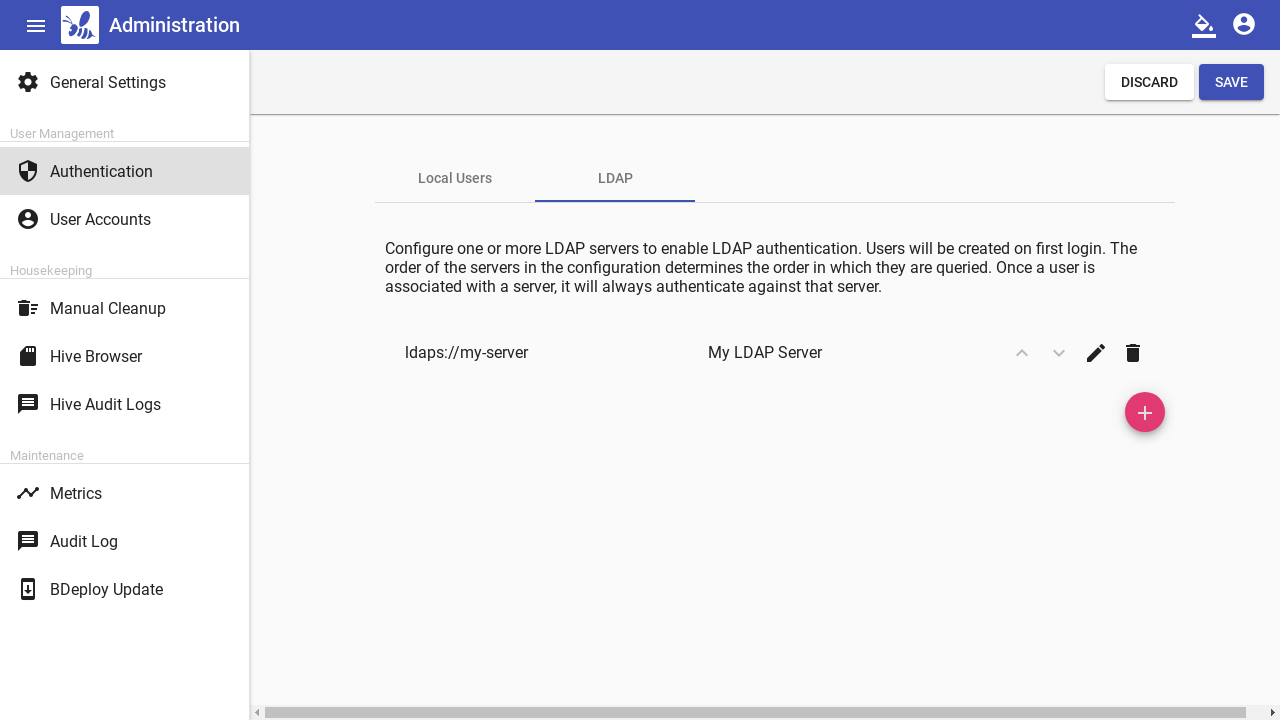 Administration
General Settings
User Management
Authentication
User Accounts
Housekeeping
Manual Cleanup
Hive Browser
Hive Audit Logs
Maintenance
Metrics
Audit Log
BDeploy Update
DISCARD
SAVE
Local Users
LDAP
Configure one or more LDAP servers to enable LDAP authentication. Users will be created on first login. The
order of the servers in the configuration determines the order in which they are queried. Once a user is
associated with a server, it will always authenticate against that server.
ldaps://my-server
My LDAP Server